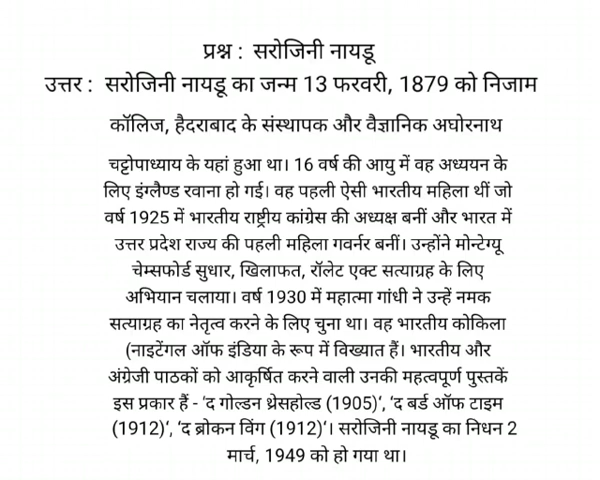 प्रश्न : सरोजिनी नायडू
उत्तर : सरोजिनी नायडू का जन्म 13 फरवरी, 1879 को निजाम
कॉलिज, हैदराबाद के संस्थापक और वैज्ञानिक अघोरनाथ
चट्टोपाध्याय के यहां हुआ था। 16 वर्ष की आयु में वह अध्ययन के
लिए इंग्लैण्ड रवाना हो गई। वह पहली ऐसी भारतीय महिला थीं जो
वर्ष 1925 में भारतीय राष्ट्रीय कांग्रेस की अध्यक्ष बनीं और भारत में
उत्तर प्रदेश राज्य की पहली महिला गवर्नर बनीं। उन्होंने मोन्टेग्यू
चेम्सफोर्ड सुधार, खिलाफत, रॉलेट एक्ट सत्याग्रह के लिए
अभियान चलाया। वर्ष 1930 में महात्मा गांधी ने उन्हें नमक
सत्याग्रह का नेतृत्व करने के लिए चुना था। वह भारतीय कोकिला
(नाइटेंगल ऑफ इंडिया के रूप में विख्यात हैं। भारतीय और
अंग्रेजी पाठकों को आकृर्षित करने वाली उनकी महत्वपूर्ण पुस्तकें
इस प्रकार हैं - ‘द गोल्डन थ्रेसहोल्ड (1905)‘, ‘द बर्ड ऑफ टाइम
(1912)‘, ‘द ब्रोकन विंग (1912)‘। सरोजिनी नायडू का निधन 2
मार्च, 1949 को हो गया था।